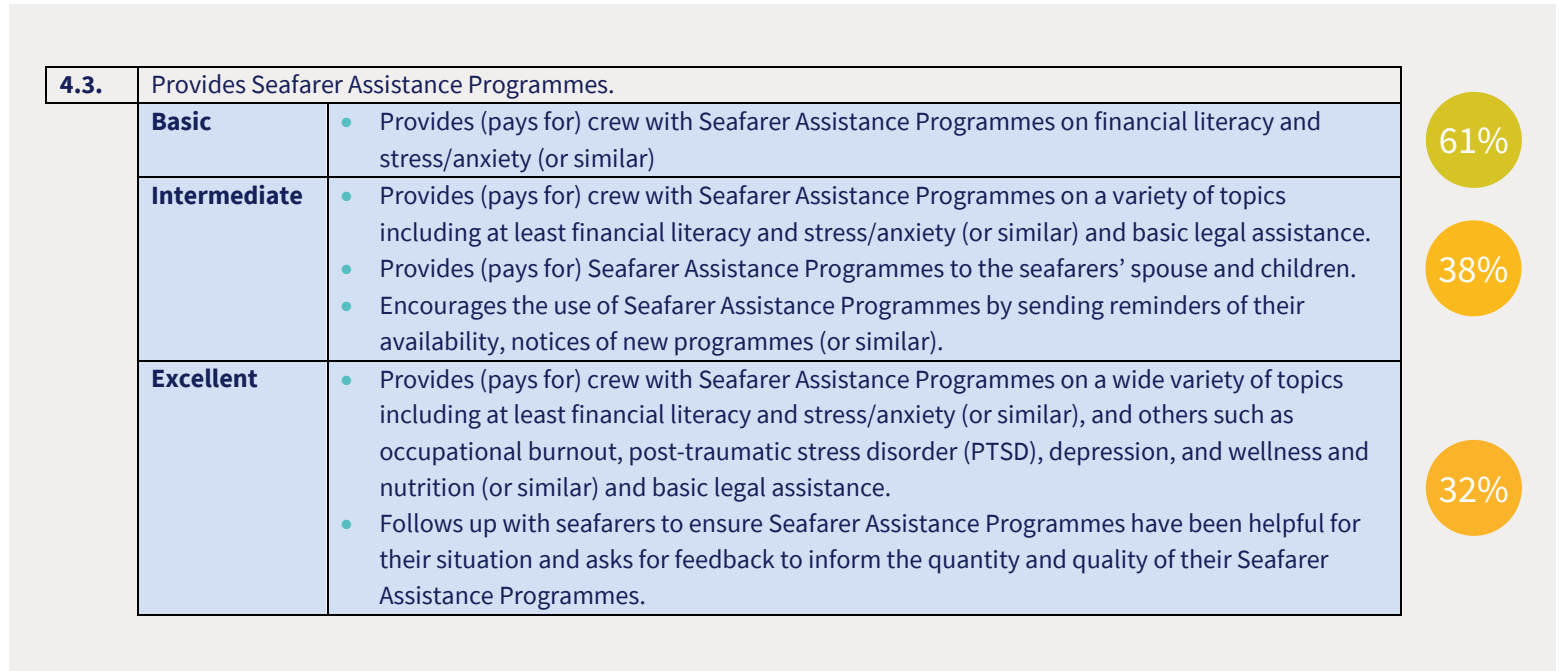 4.3. Provides Seafarer Assistance Programmes.
Basic
• Provides (pays for) crew with Seafarer Assistance Programmes on financial literacy and
stress/anxiety (or similar)
61%
Intermediate
• Provides (pays for) crew with Seafarer Assistance Programmes on a variety of topics
including at least financial literacy and stress/anxiety (or similar) and basic legal assistance.
• Provides (pays for) Seafarer Assistance Programmes to the seafarers’ spouse and children.
• Encourages the use of Seafarer Assistance Programmes by sending reminders of their
availability, notices of new programmes (or similar).
38%
Excellent
• Provides (pays for) crew with Seafarer Assistance Programmes on a wide variety of topics
including at least financial literacy and stress/anxiety (or similar), and others such as
occupational burnout, post-traumatic stress disorder (PTSD), depression, and wellness and
nutrition (or similar) and basic legal assistance.
• Follows up with seafarers to ensure Seafarer Assistance Programmes have been helpful for
their situation and asks for feedback to inform the quantity and quality of their Seafarer
Assistance Programmes.
32%